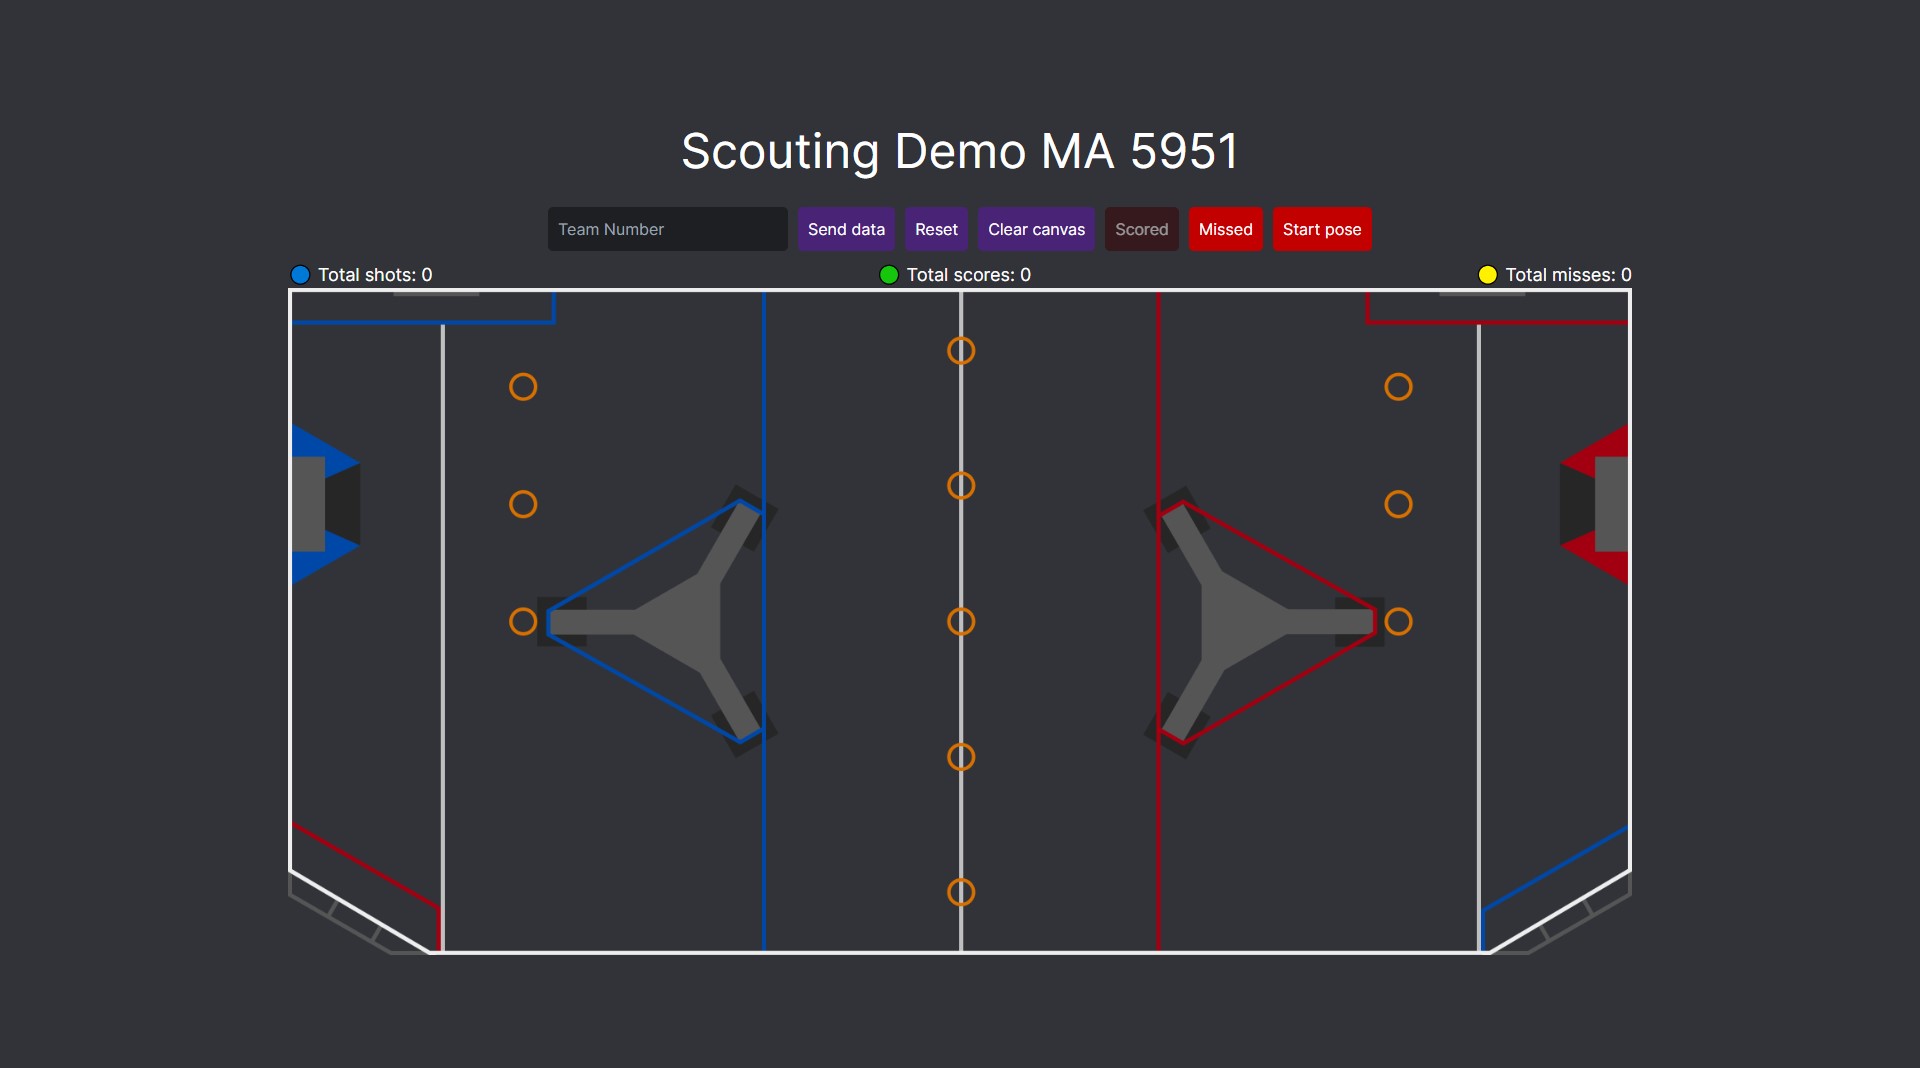 Scouting Demo MA 5951
Team Number Send data Reset Clear canvas Scored Missed Start pose
Total shots: 0 Total scores: 0 Total misses: 0